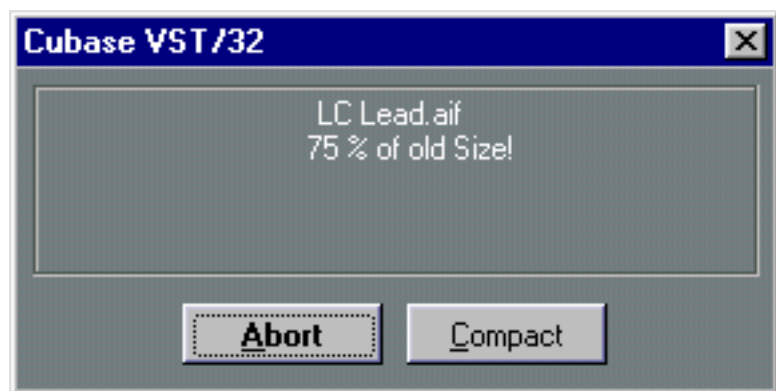 Cubase VST/32
LC Lead.aif
75 % of old Size!
Abort
Compact